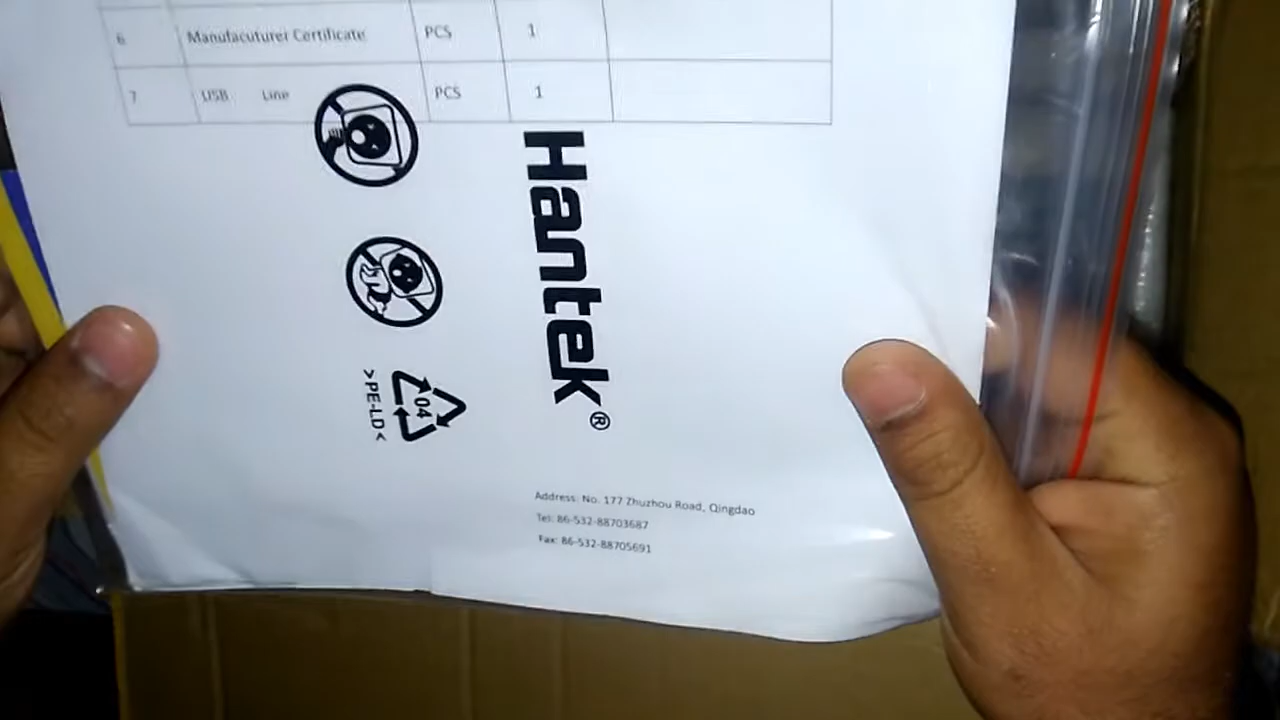 6 Manufacuturer Certificate PCS 1
7 USB Line PCS 1
Hantek®
04
>PE-LD<
Address: No. 177 Zhuzhou Road, Qingdao
Tel: 86-532-88703687
Fax: 86-532-88705691